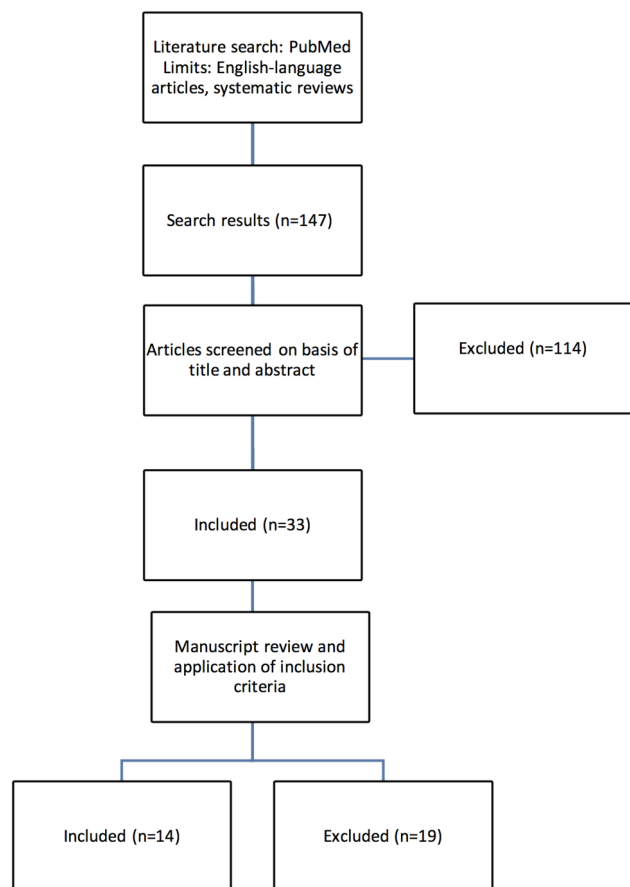 Literature search: PubMed
Limits: English-language
articles, systematic reviews
Search results (n=147)
Articles screened on basis of
title and abstract
Excluded (n=114)
Included (n=33)
Manuscript review and
application of inclusion
criteria
Included (n=14)
Excluded (n=19)